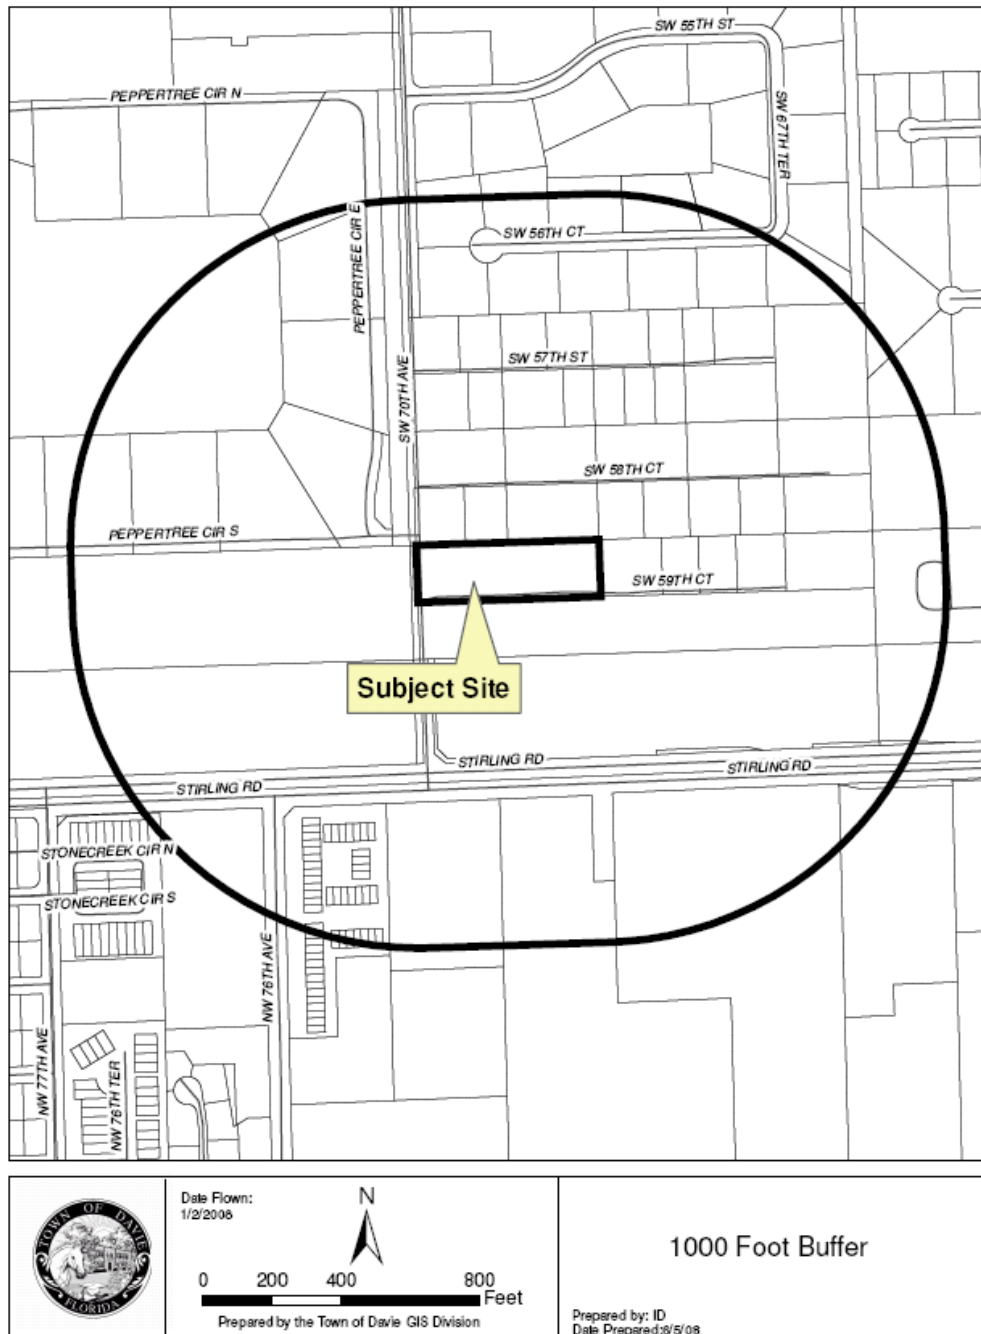 SW 55TH ST
PEPPERTREE CIR N
SW 67TH TER
PEPPERTREE CIR E
SW 56TH CT
SW 57TH ST
SW 70TH AVE
SW 58TH CT
PEPPERTREE CIR S
SW 59TH CT
Subject Site
STIRLING RD
STIRLING RD
STIRLING RD
STONECREEK CIR N
STONECREEK CIR S
NW 76TH AVE
NW 77TH AVE
NW 76TH TER
TOWN OF DAVIE
FLORIDA
Date Flown:
1/2/2008
N
0 200 400 800
Feet
Prepared by the Town of Davie GIS Division
1000 Foot Buffer
Prepared by: ID
Date Prepared:6/5/08